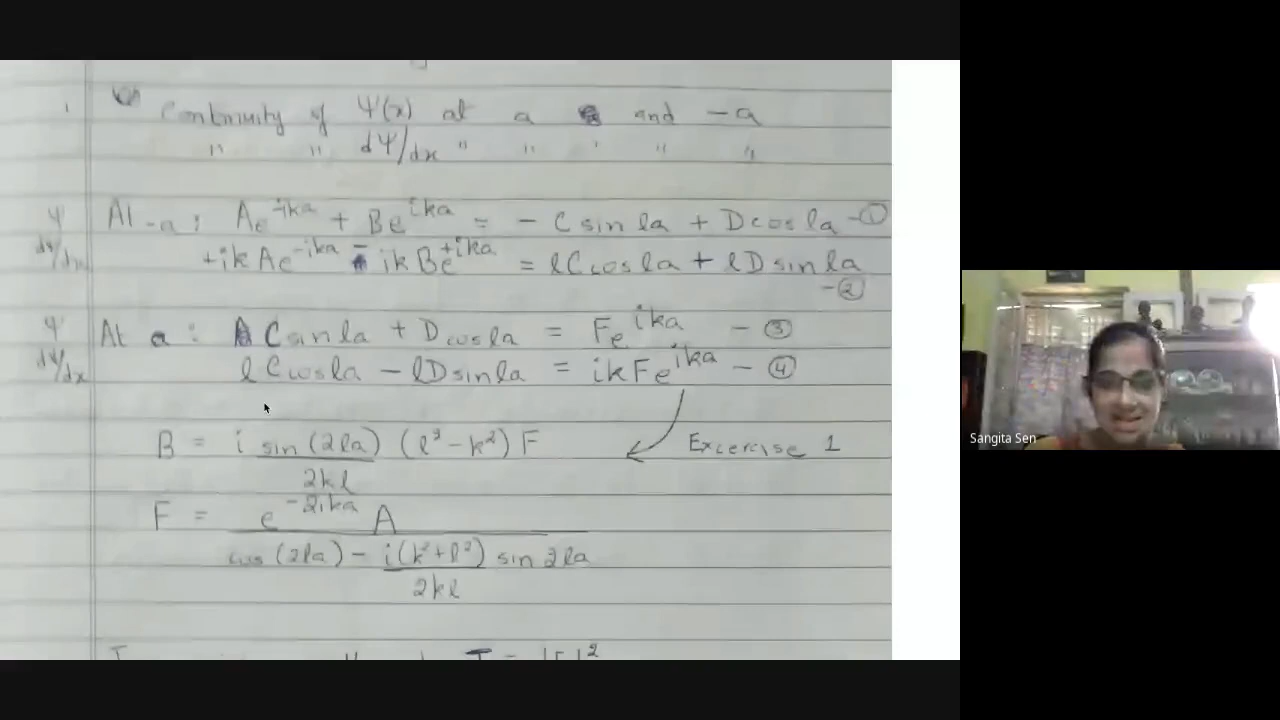 Continuity of Ψ(x) at a and -a
" " dΨ/dx " " " " "
Ψ At -a : Ae^-ika + Be^ika = - C sin la + D cos la -①
dΨ/dx +ikAe^-ika - ikBe^+ika = lC cos la + lD sin la
-②
Ψ At a : C sin la + D cos la = Fe^ika - ③
dΨ/dx lC cos la - lD sin la = ikFe^ika - ④
B = i sin(2la) (l² - k²) F Excercise 1
2kl
F = e^-2ika A
cos(2la) - i(k²+l²) sin 2la
2kl
Sangita Sen